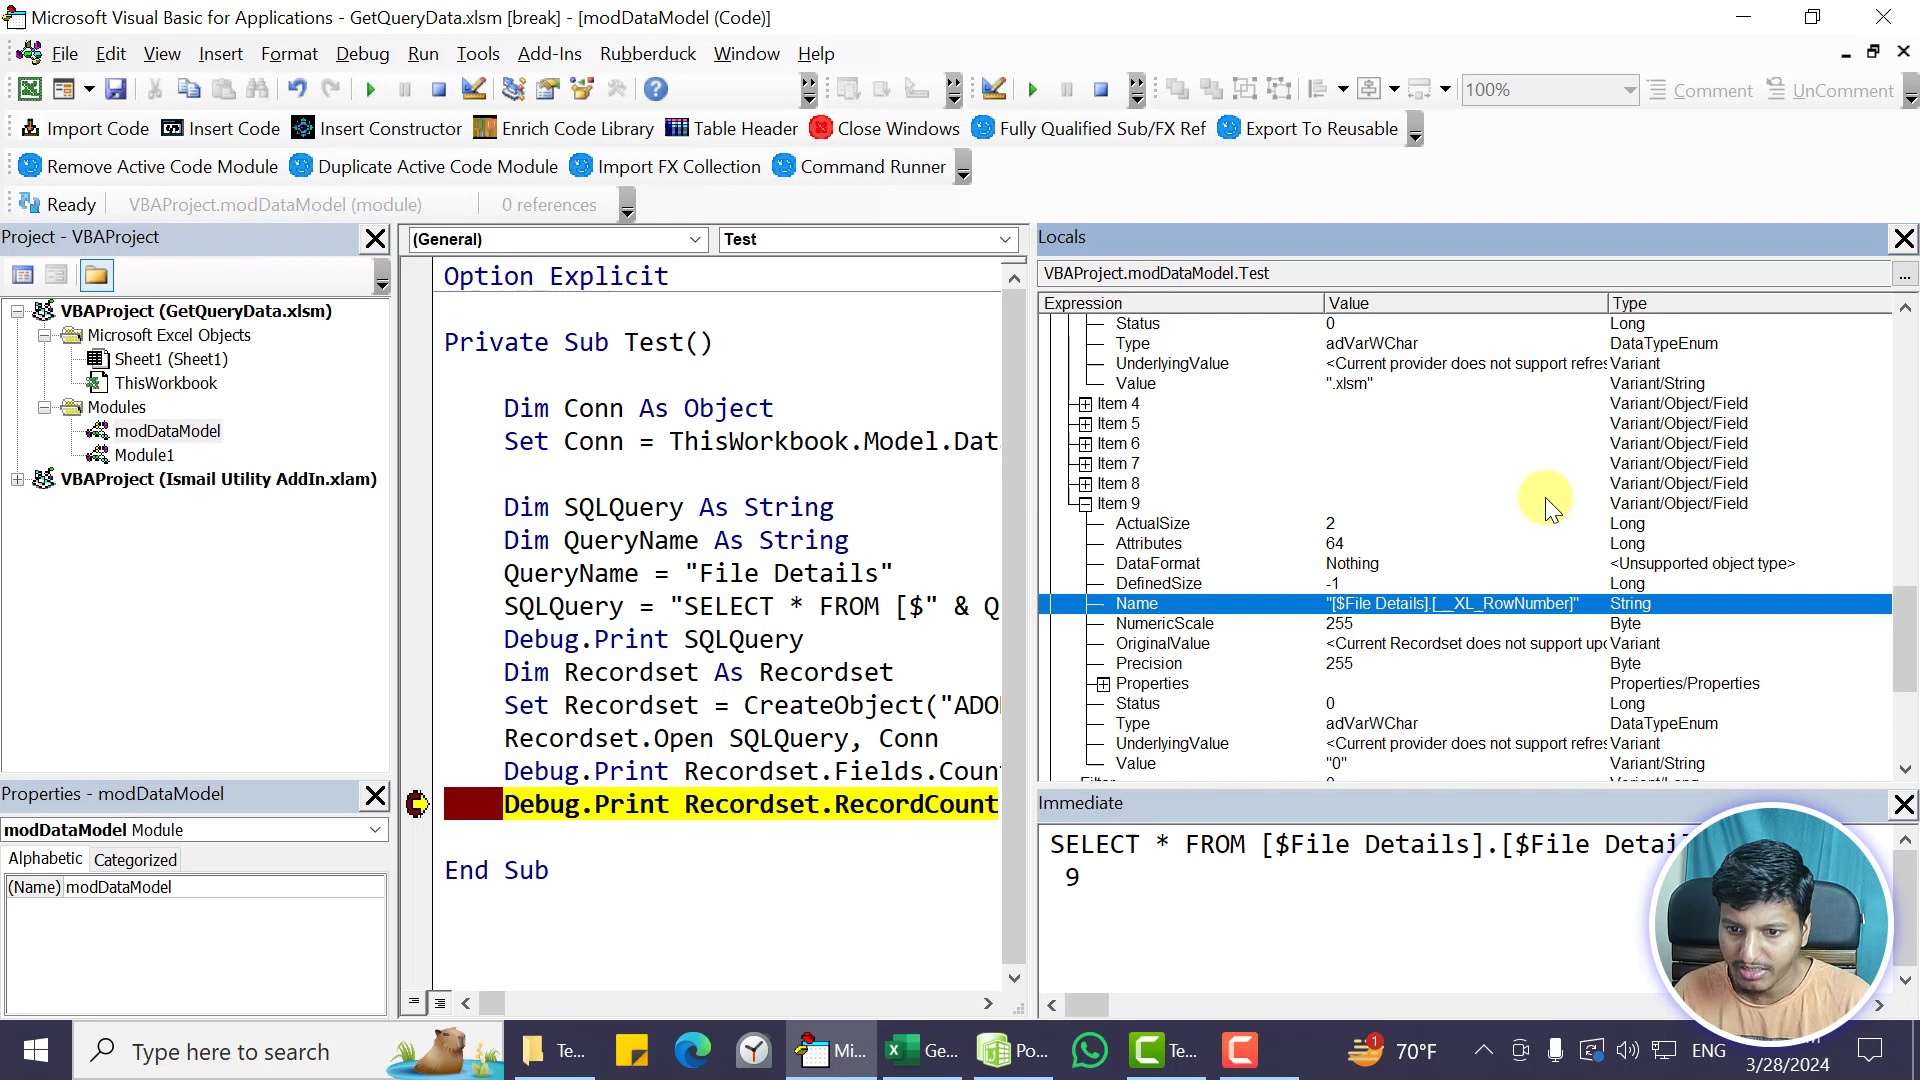 Microsoft Visual Basic for Applications - GetQueryData.xlsm [break] - [modDataModel (Code)]
File Edit View Insert Format Debug Run Tools Add-Ins Rubberduck Window Help
100% Comment UnComment
Import Code Insert Code Insert Constructor Enrich Code Library Table Header Close Windows Fully Qualified Sub/FX Ref Export To Reusable
Remove Active Code Module Duplicate Active Code Module Import FX Collection Command Runner
Ready VBAProject.modDataModel (module) 0 references
Project - VBAProject
VBAProject (GetQueryData.xlsm)
Microsoft Excel Objects
Sheet1 (Sheet1)
ThisWorkbook
Modules
modDataModel
Module1
VBAProject (Ismail Utility AddIn.xlam)
Properties - modDataModel
modDataModel Module
Alphabetic Categorized
(Name) modDataModel
(General) Test
Option Explicit
Private Sub Test()
Dim Conn As Object
Set Conn = ThisWorkbook.Model.Dat
Dim SQLQuery As String
Dim QueryName As String
QueryName = "File Details"
SQLQuery = "SELECT * FROM [$" & Q
Debug.Print SQLQuery
Dim Recordset As Recordset
Set Recordset = CreateObject("ADO
Recordset.Open SQLQuery, Conn
Debug.Print Recordset.Fields.Coun
Debug.Print Recordset.RecordCount
End Sub
Locals
VBAProject.modDataModel.Test ...
Expression Value Type
Status 0 Long
Type adVarWChar DataTypeEnum
UnderlyingValue <Current provider does not support refres Variant
Value ".xlsm" Variant/String
Item 4 Variant/Object/Field
Item 5 Variant/Object/Field
Item 6 Variant/Object/Field
Item 7 Variant/Object/Field
Item 8 Variant/Object/Field
Item 9 Variant/Object/Field
ActualSize 2 Long
Attributes 64 Long
DataFormat Nothing <Unsupported object type>
DefinedSize -1 Long
Name "[$File Details].[__XL_RowNumber]" String
NumericScale 255 Byte
OriginalValue <Current Recordset does not support upd Variant
Precision 255 Byte
Properties Properties/Properties
Status 0 Long
Type adVarWChar DataTypeEnum
UnderlyingValue <Current provider does not support refres Variant
Value "0" Variant/String
Immediate
SELECT * FROM [$File Details].[$File Detai
9
Type here to search
Te... Mi... Ge... Po... Te...
1 70°F ENG
3/28/2024